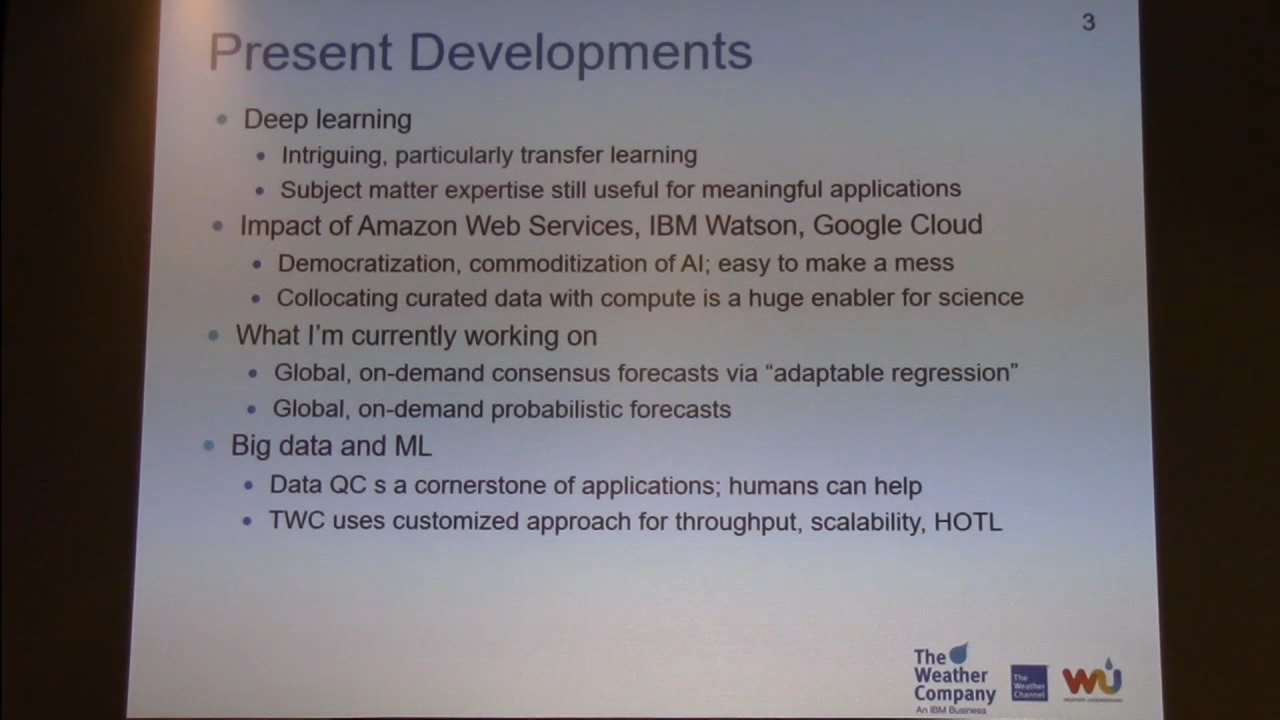 3
Present Developments
Deep learning
Intriguing, particularly transfer learning
Subject matter expertise still useful for meaningful applications
Impact of Amazon Web Services, IBM Watson, Google Cloud
Democratization, commoditization of AI; easy to make a mess
Collocating curated data with compute is a huge enabler for science
What I'm currently working on
Global, on-demand consensus forecasts via “adaptable regression”
Global, on-demand probabilistic forecasts
Big data and ML
Data QC s a cornerstone of applications; humans can help
TWC uses customized approach for throughput, scalability, HOTL
The
Weather
Company
An IBM Business
The
Weather
Channel
WU
WEATHER UNDERGROUND